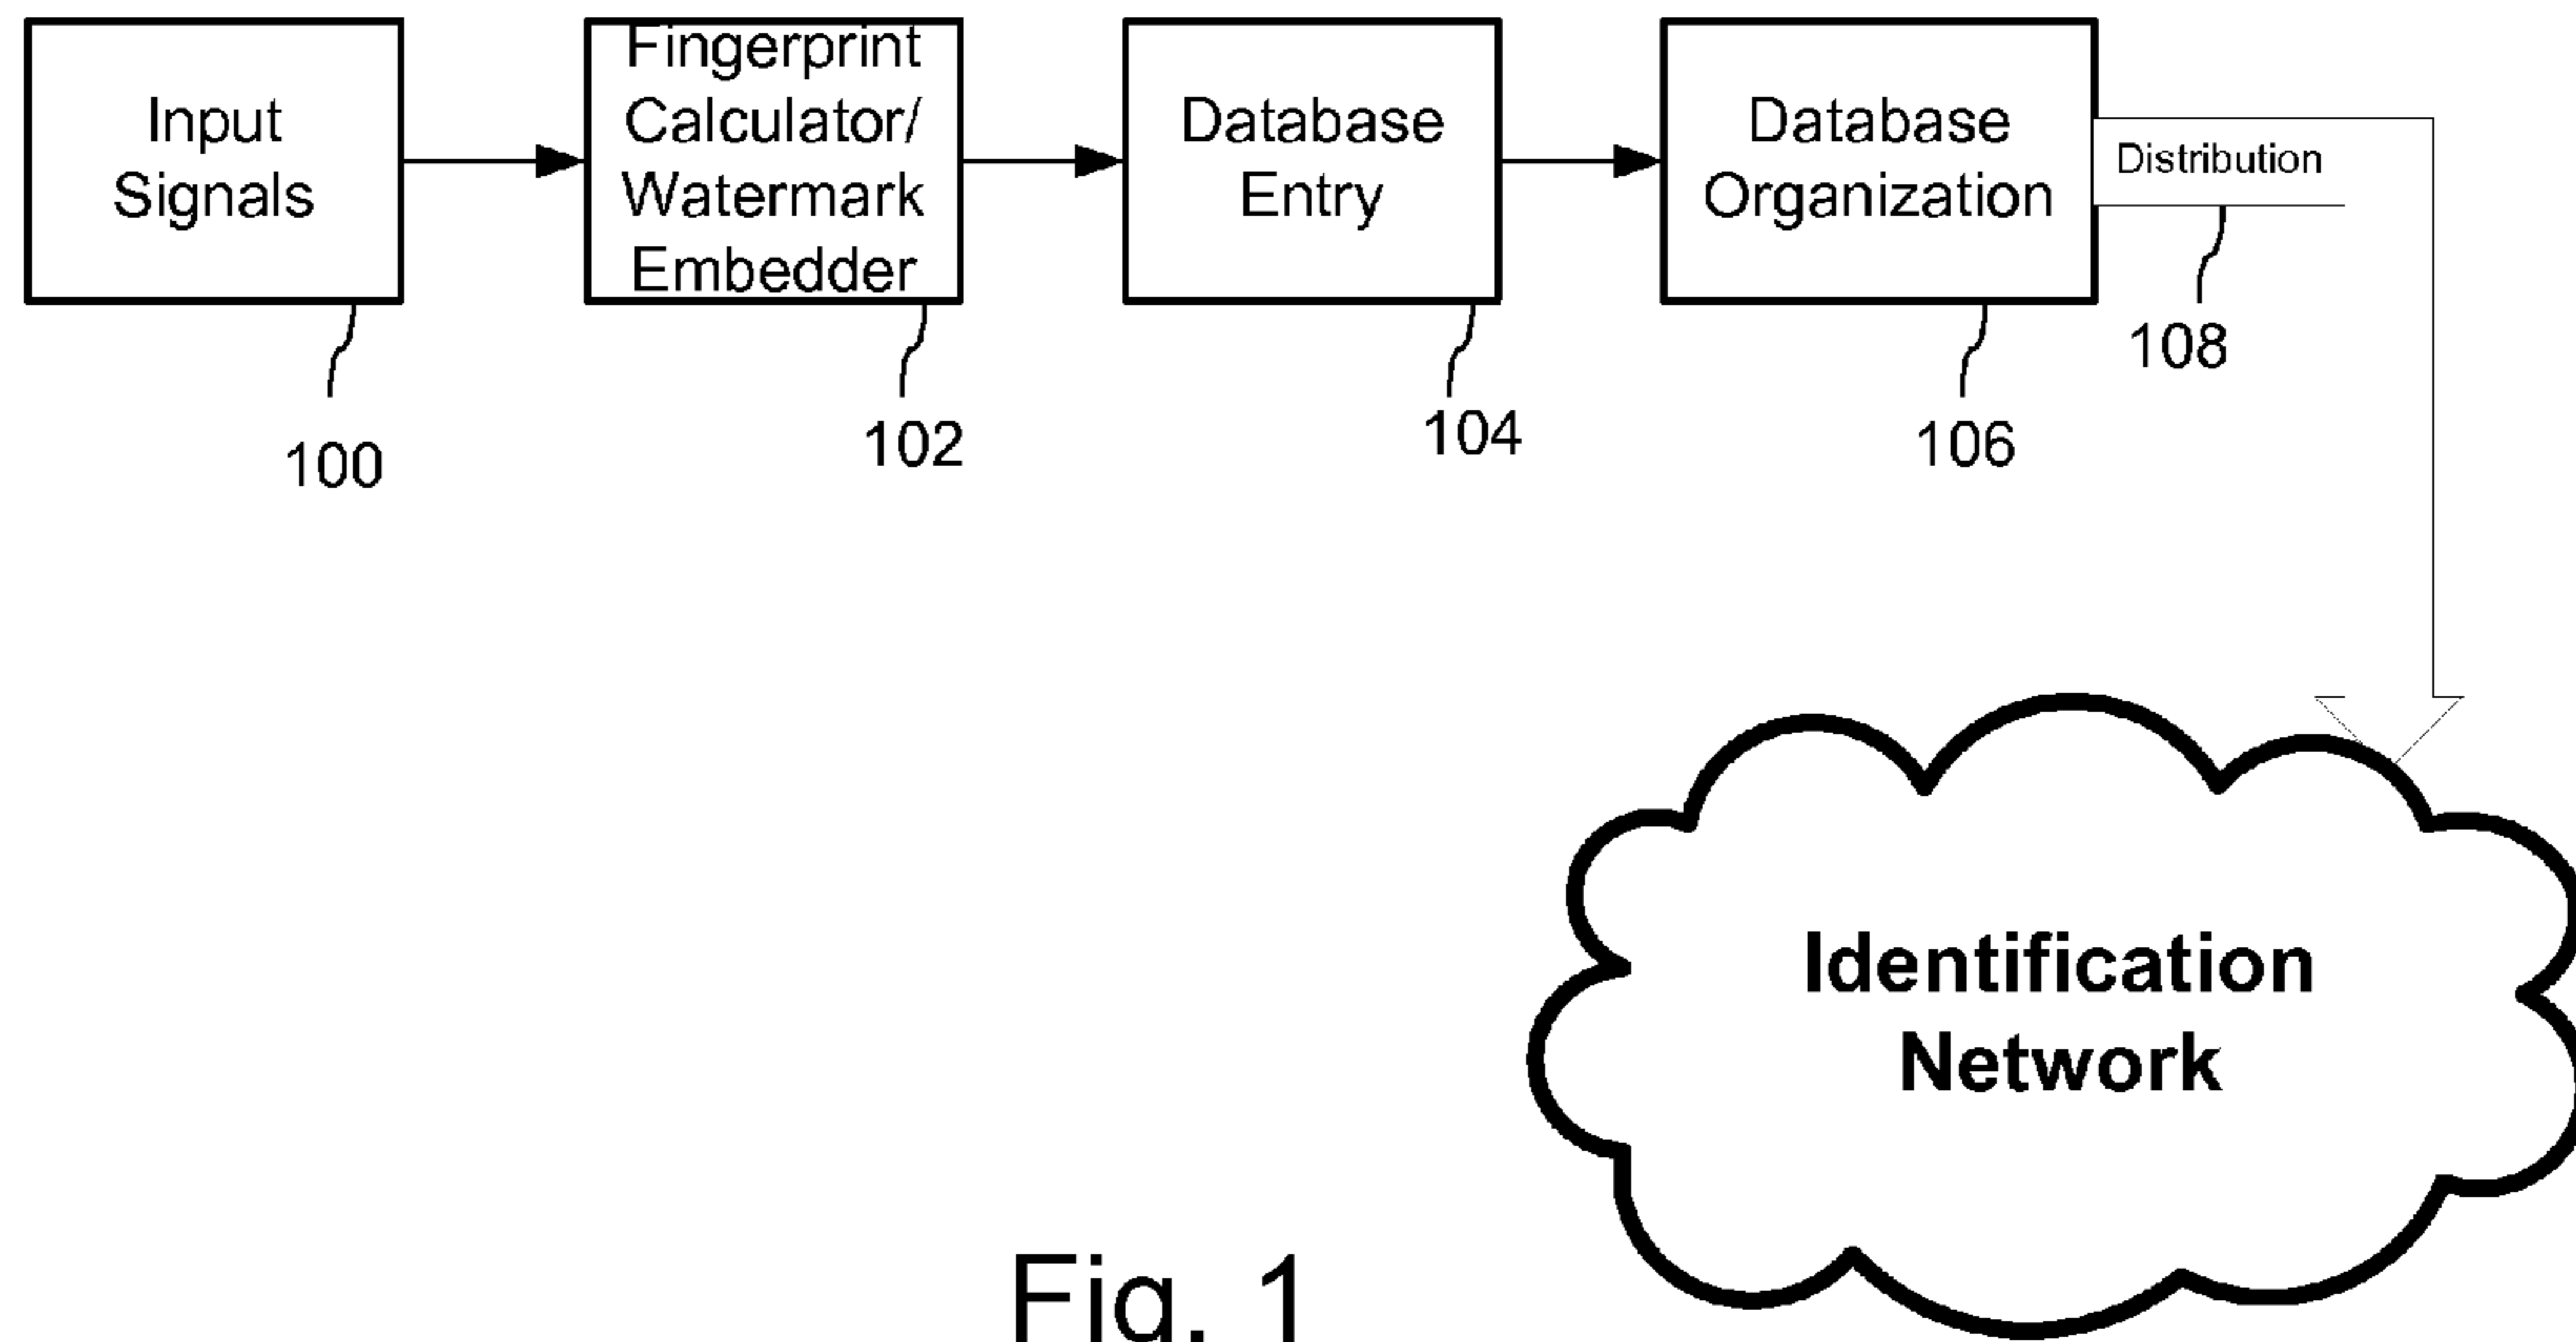 Input
Signals
Fingerprint
Calculator/
Watermark
Embedder
Database
Entry
Database
Organization
Distribution
100
102
104
106
108
Identification
Network
Fig. 1